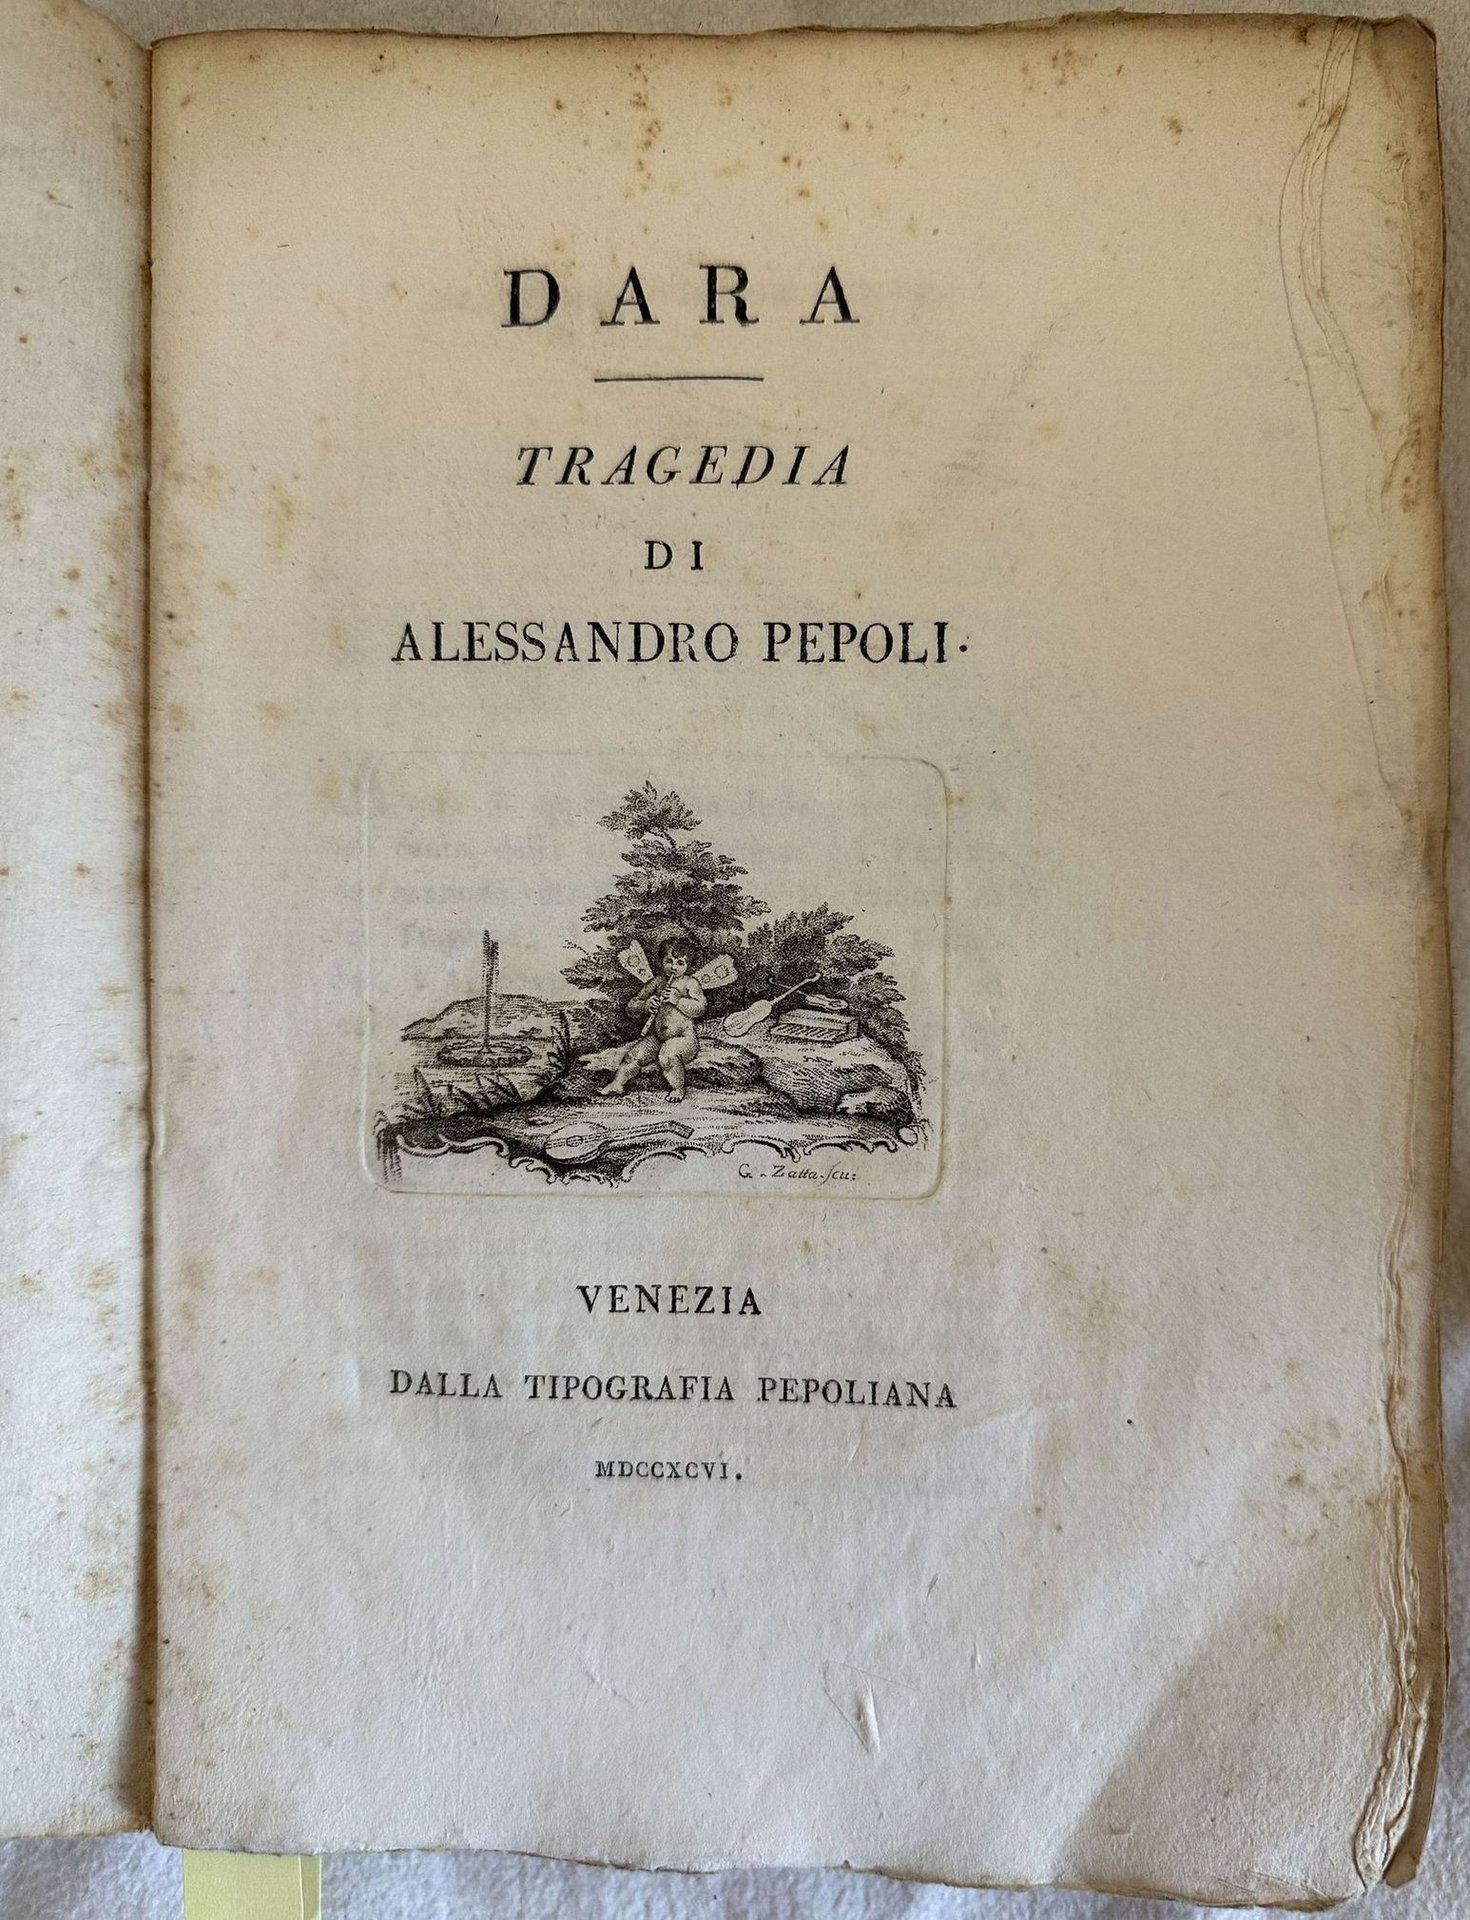 DARA
TRAGEDIA
DI
ALESSANDRO PEPOLI.
G. Zatta. scu:
VENEZIA
DALLA TIPOGRAFIA PEPOLIANA
MDCCXCVI.